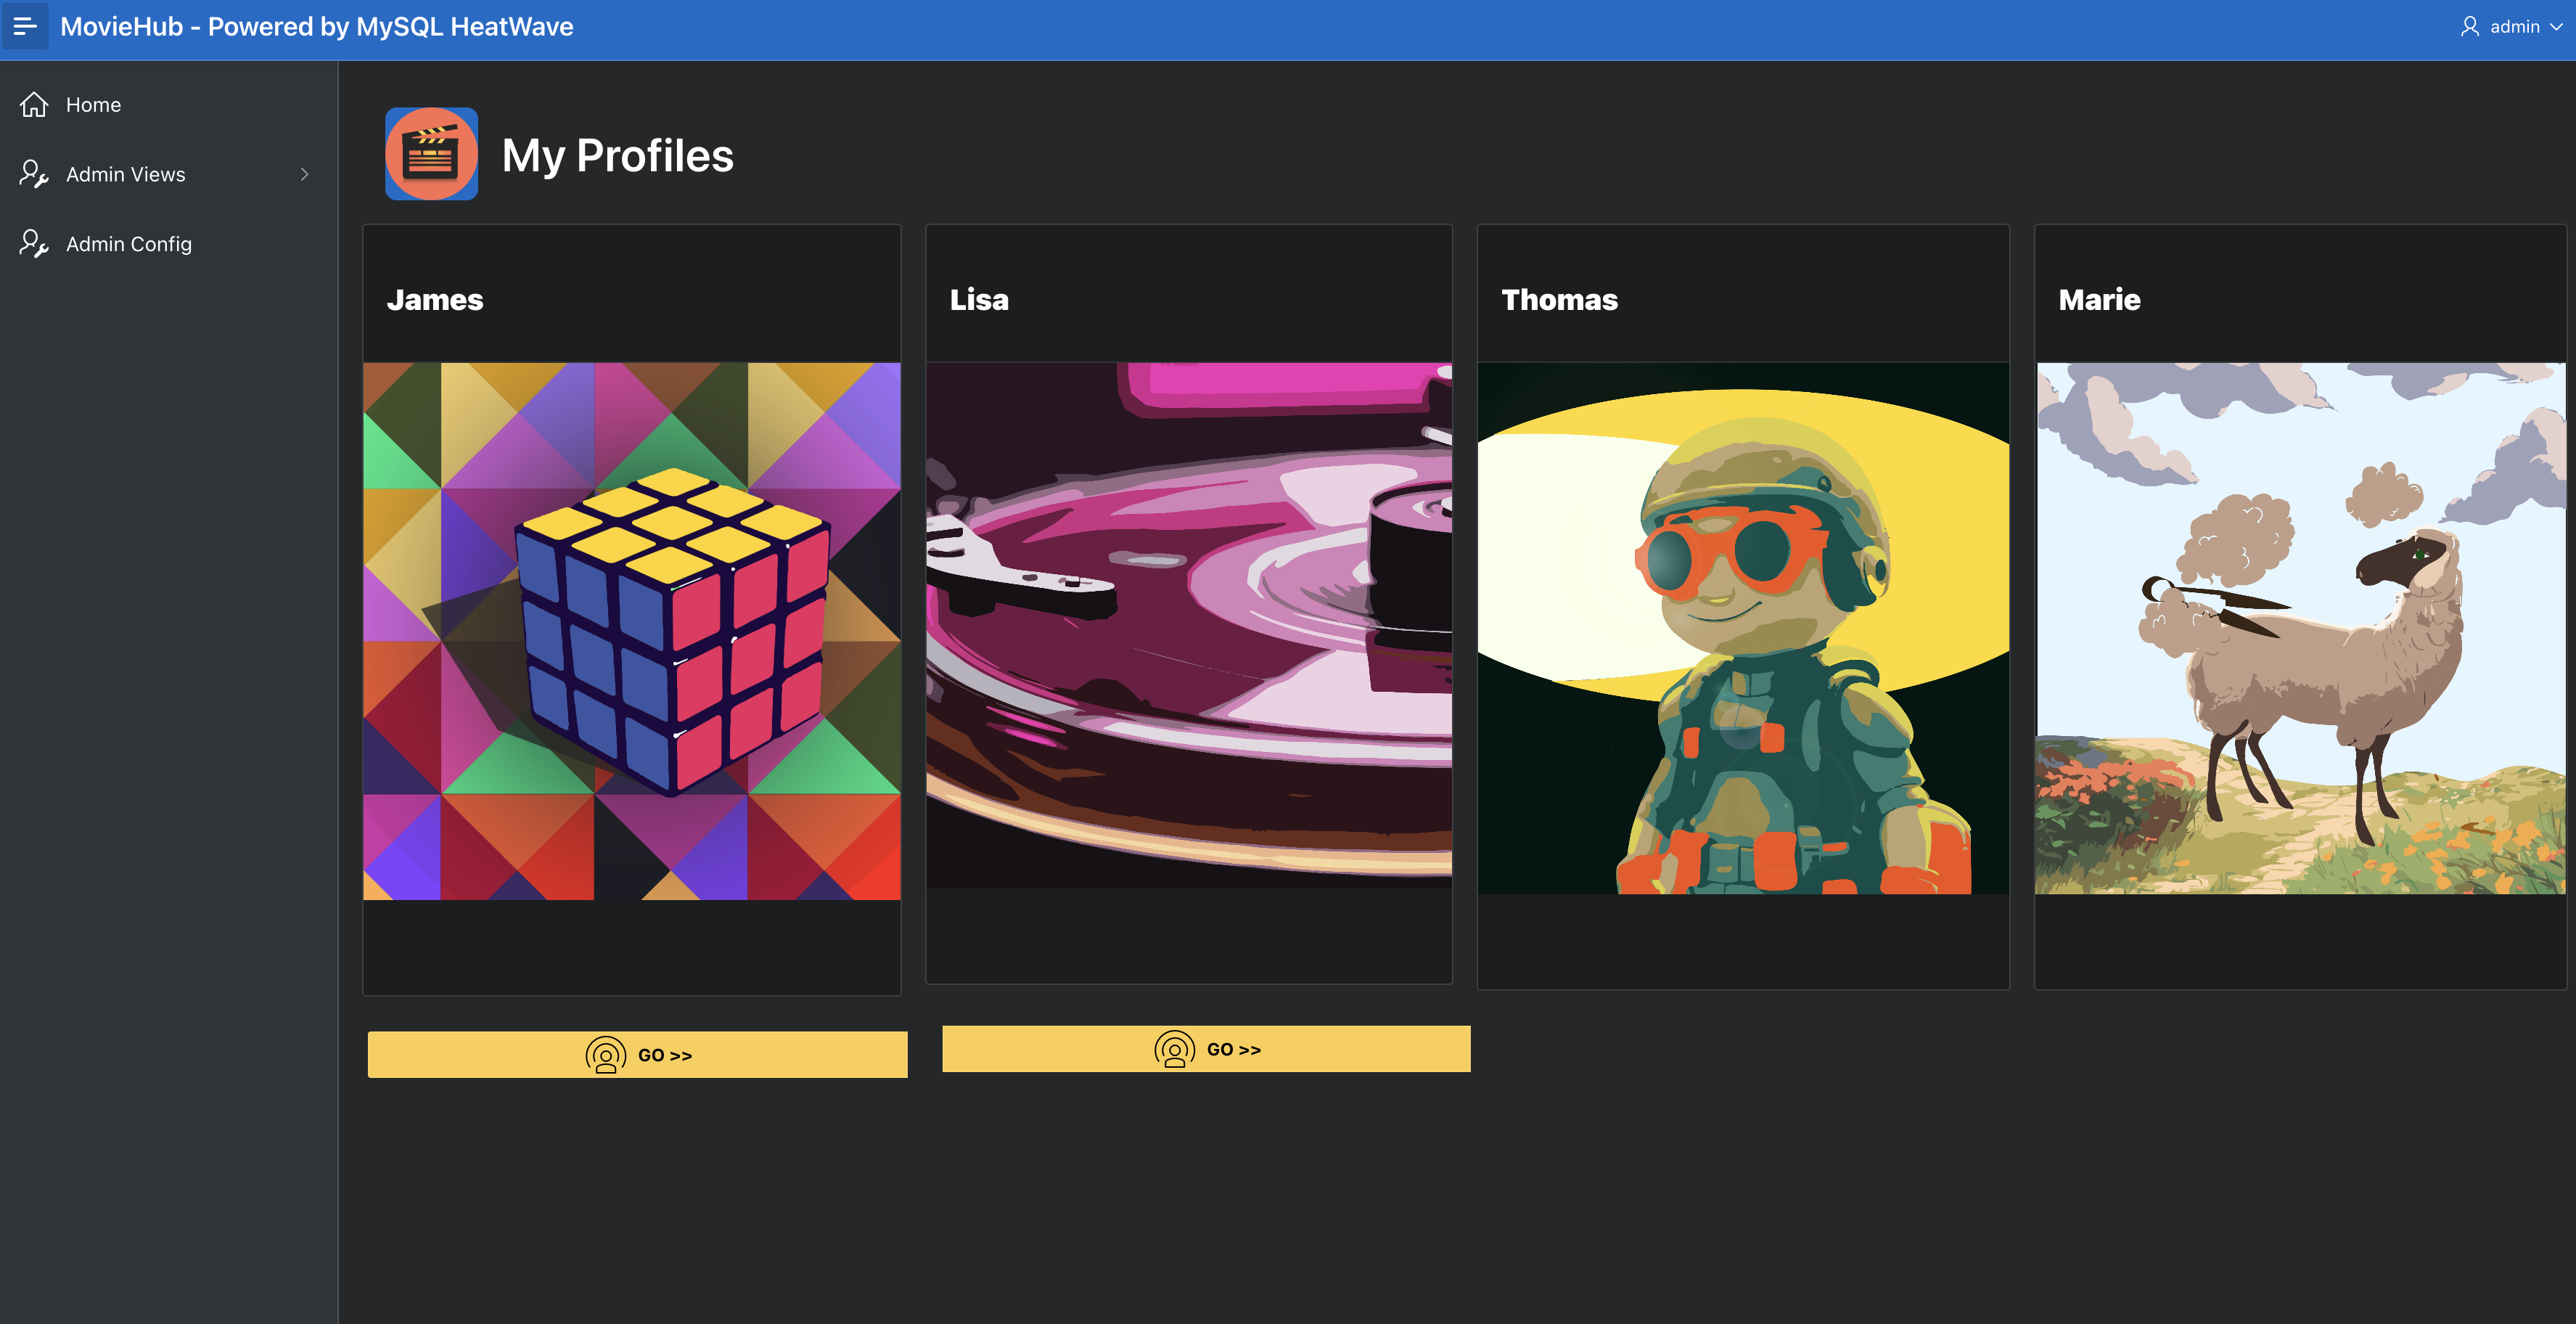 MovieHub - Powered by MySQL HeatWave
admin
Home
Admin Views
Admin Config
My Profiles
James
Lisa
Thomas
Marie
GO >>
GO >>